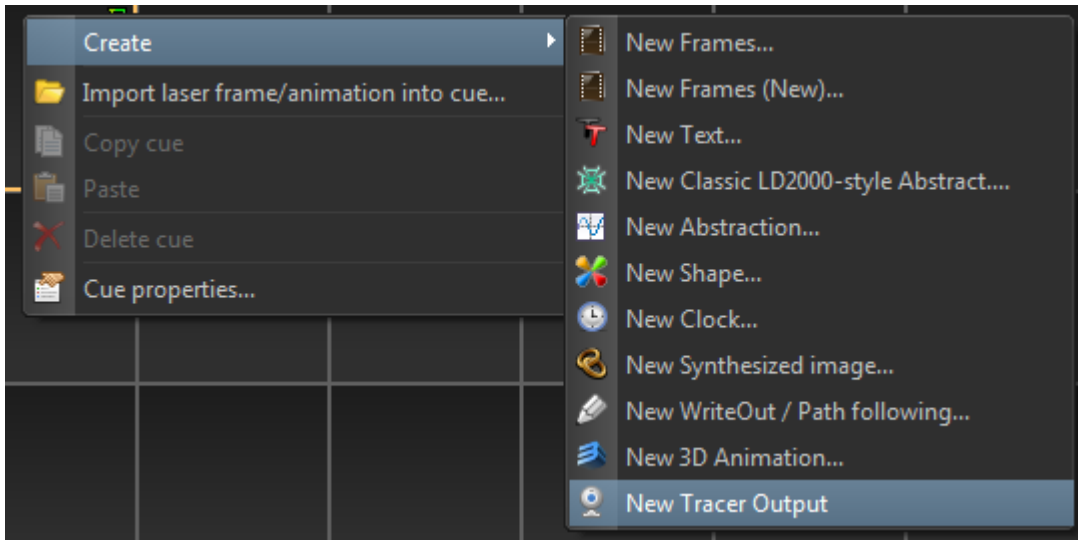 Create
Import laser frame/animation into cue...
Copy cue
Paste
Delete cue
Cue properties...
New Frames...
New Frames (New)...
New Text...
New Classic LD2000-style Abstract....
New Abstraction...
New Shape...
New Clock...
New Synthesized image...
New WriteOut / Path following...
New 3D Animation...
New Tracer Output